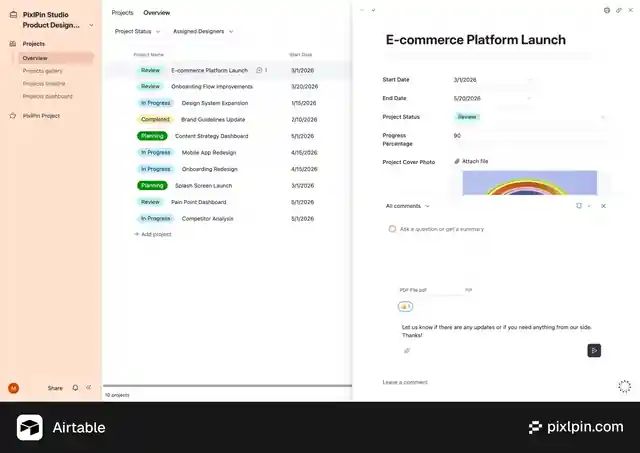 PixlPin Studio
Product Design...
Projects
Overview
Projects gallery
Projects timeline
Projects dashboard
PixlPin Project
M
Share
Projects
Overview
Project Status
Assigned Designers
Project Name
Start Date
Review
E-commerce Platform Launch
1
3/1/2026
Review
Onboarding Flow Improvements
3/20/2026
In Progress
Design System Expansion
1/15/2026
Completed
Brand Guidelines Update
2/10/2026
Planning
Content Strategy Dashboard
5/1/2026
In Progress
Mobile App Redesign
4/15/2026
In Progress
Onboarding Redesign
4/15/2026
Planning
Splash Screen Launch
3/1/2026
Review
Pain Point Dashboard
5/1/2026
In Progress
Competitor Analysis
5/1/2026
+ Add project
10 projects
E-commerce Platform Launch
Start Date
3/1/2026
End Date
5/20/2026
Project Status
Review
Progress
Percentage
90
Project Cover Photo
Attach file
All comments
Ask a question or get a summary
PDF File.pdf
PDF
Let us know if there are any updates or if you need anything from our side.
Thanks!
Leave a comment
Airtable
pixlpin.com